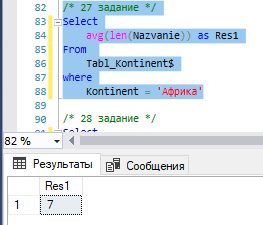 82
/* 27 задание */
83
Select
84
avg(len(Nazvanie)) as Res1
85
From
86
Tabl_Kontinent$
87
where
88
Kontinent = 'Африка'
89
90
/* 28 задание */
91
Select
82 %
Результаты
Сообщения
Res1
1
7